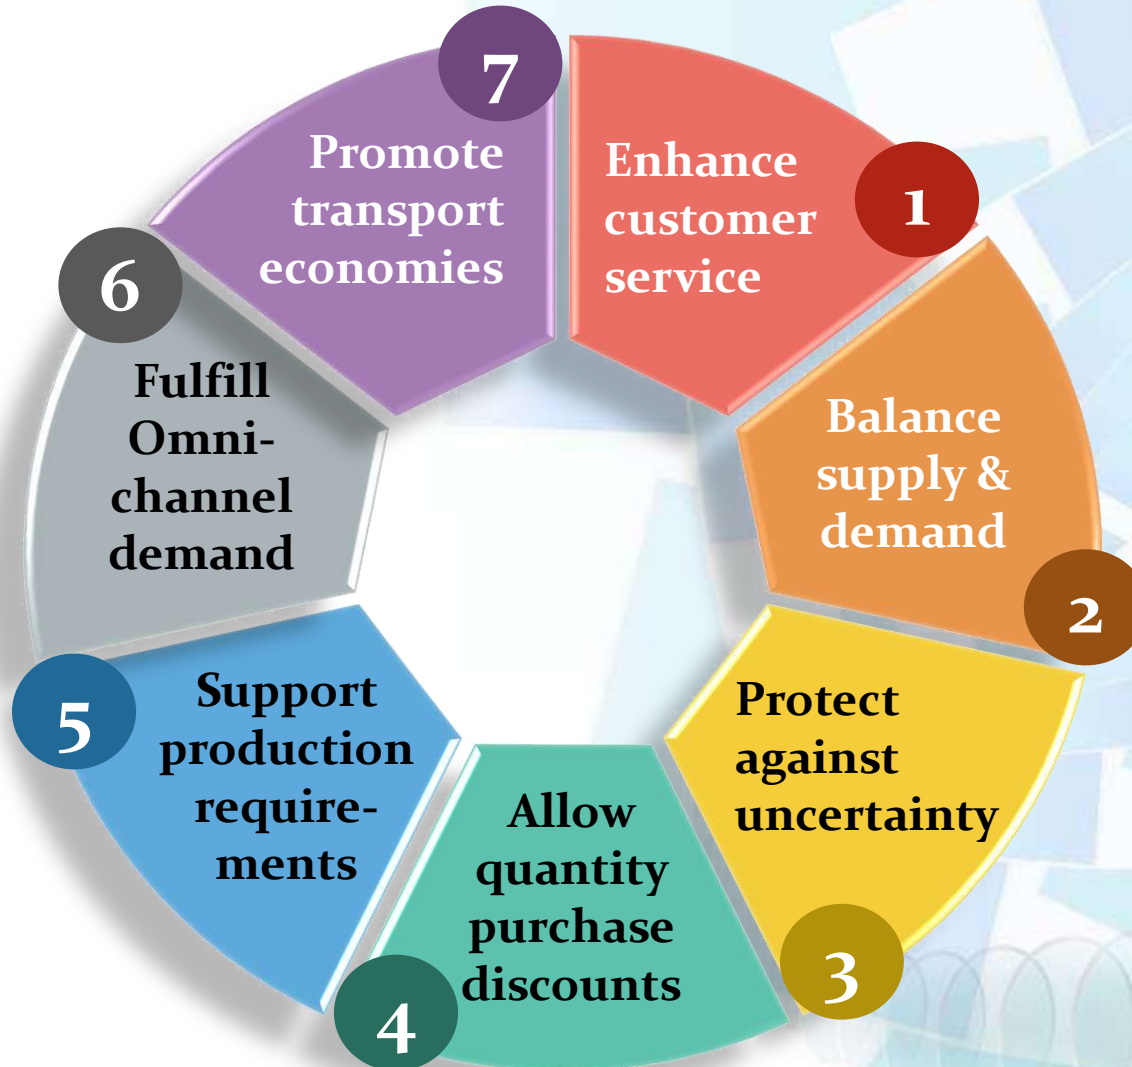 1
Enhance
customer
service
2
Balance
supply &
demand
3
Protect
against
uncertainty
4
Allow
quantity
purchase
discounts
5
Support
production
require-
ments
6
Fulfill
Omni-
channel
demand
7
Promote
transport
economies